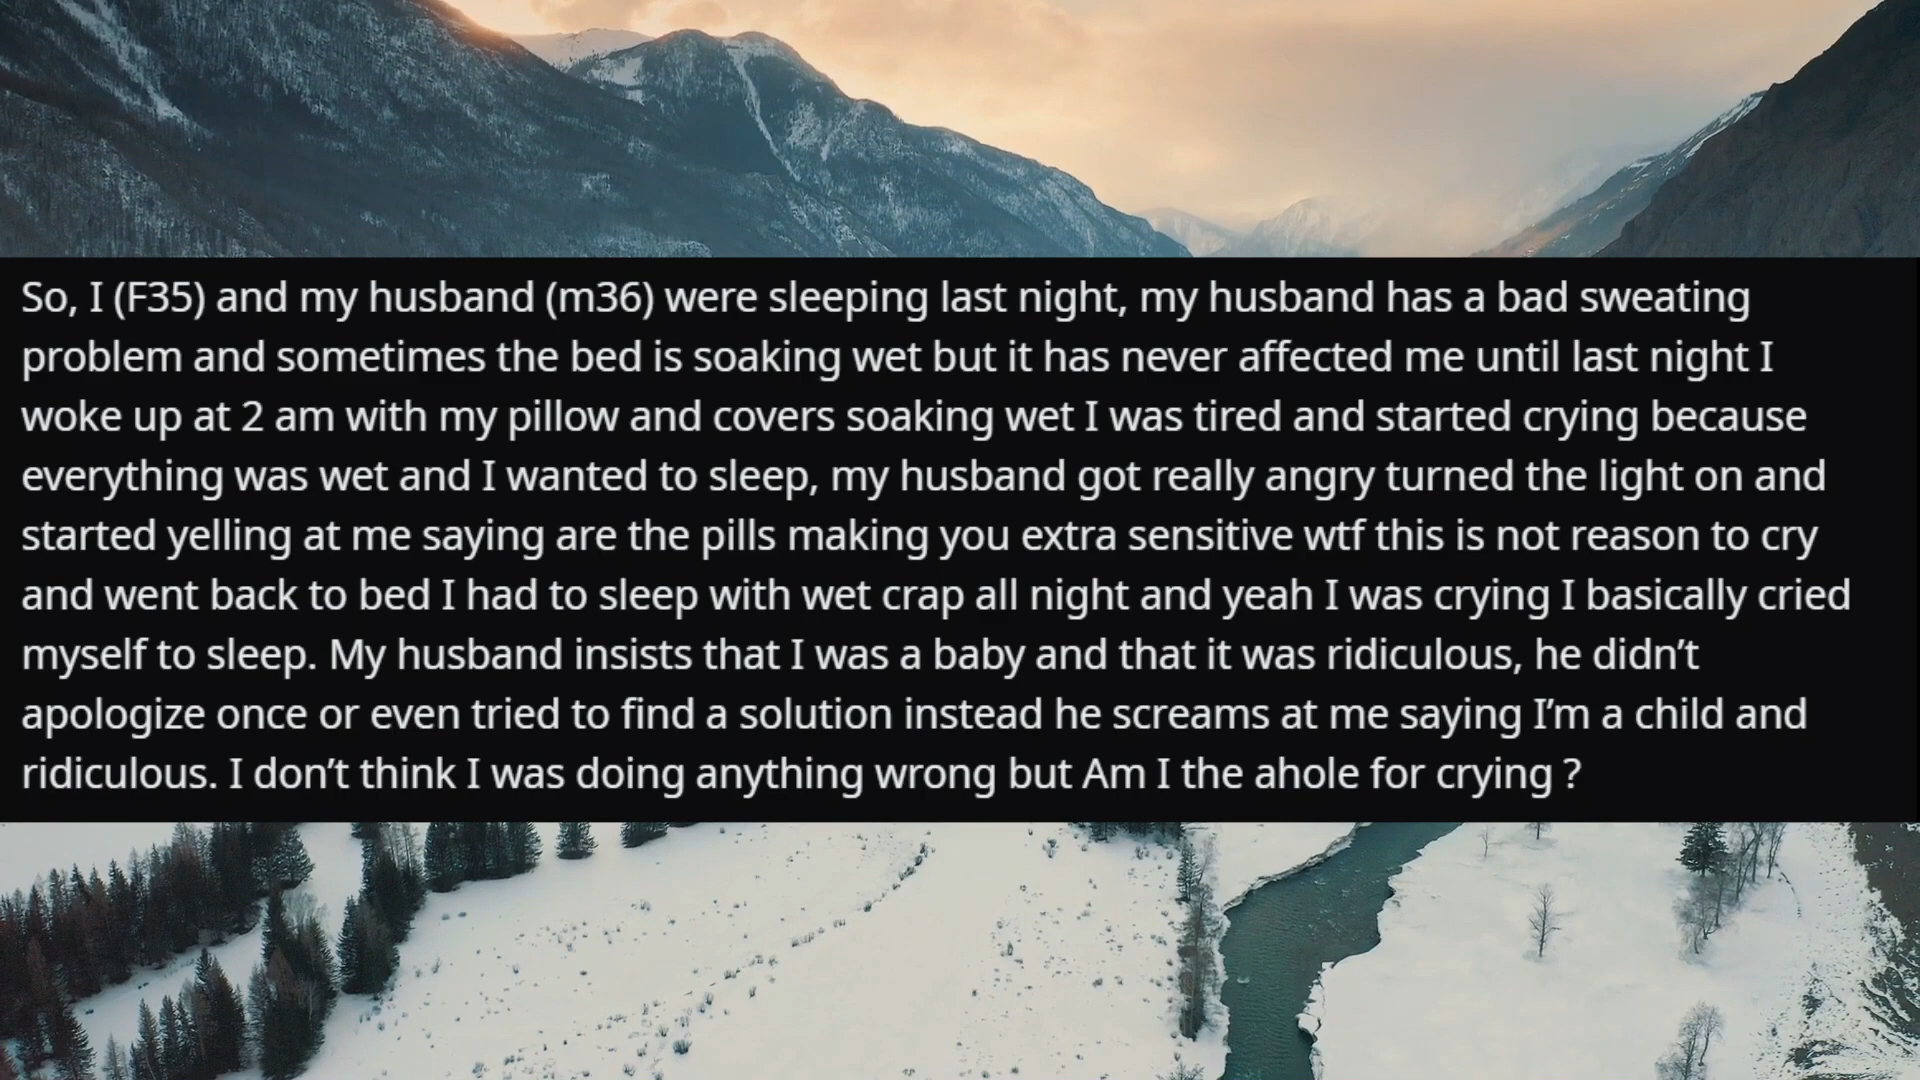 So, I (F35) and my husband (m36) were sleeping last night, my husband has a bad sweating
problem and sometimes the bed is soaking wet but it has never affected me until last night I
woke up at 2 am with my pillow and covers soaking wet I was tired and started crying because
everything was wet and I wanted to sleep, my husband got really angry turned the light on and
started yelling at me saying are the pills making you extra sensitive wtf this is not reason to cry
and went back to bed I had to sleep with wet crap all night and yeah I was crying I basically cried
myself to sleep. My husband insists that I was a baby and that it was ridiculous, he didn’t
apologize once or even tried to find a solution instead he screams at me saying I’m a child and
ridiculous. I don’t think I was doing anything wrong but Am I the ahole for crying ?